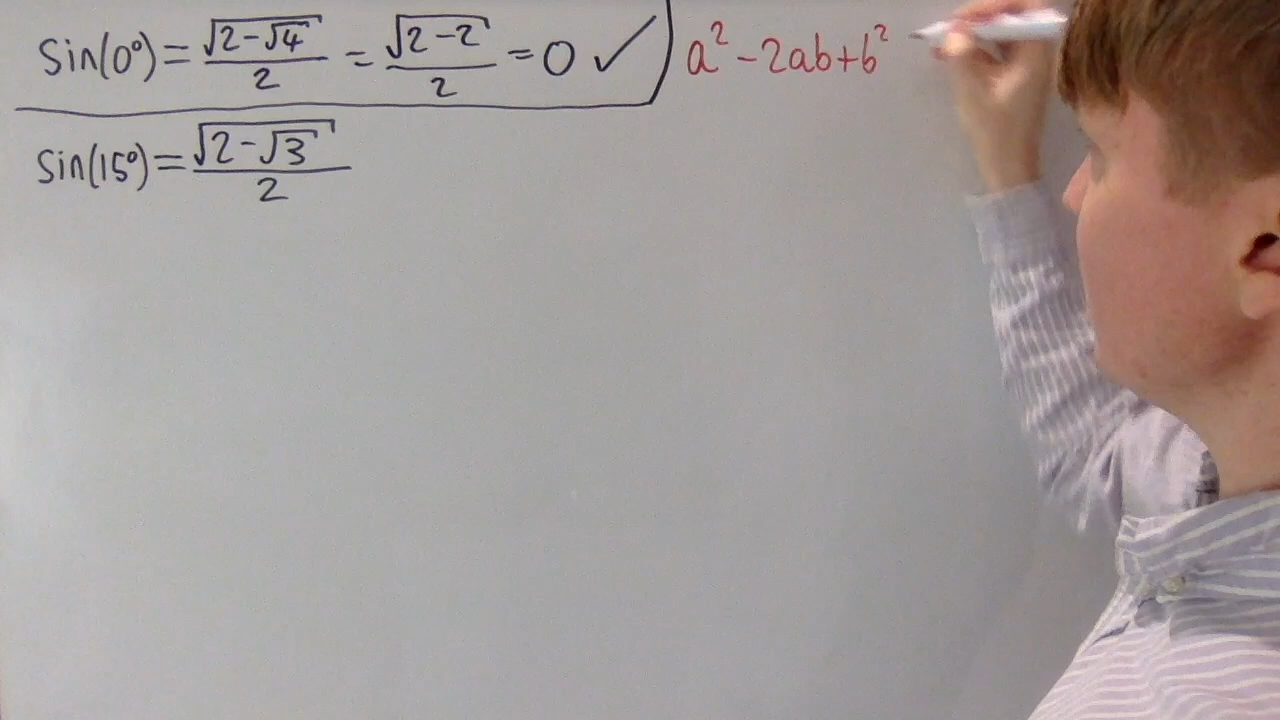 sin(0°) = √(2-√4)/2 = √(2-2)/2 = 0 ✓
a² - 2ab + b²
sin(15°) = √(2-√3)/2